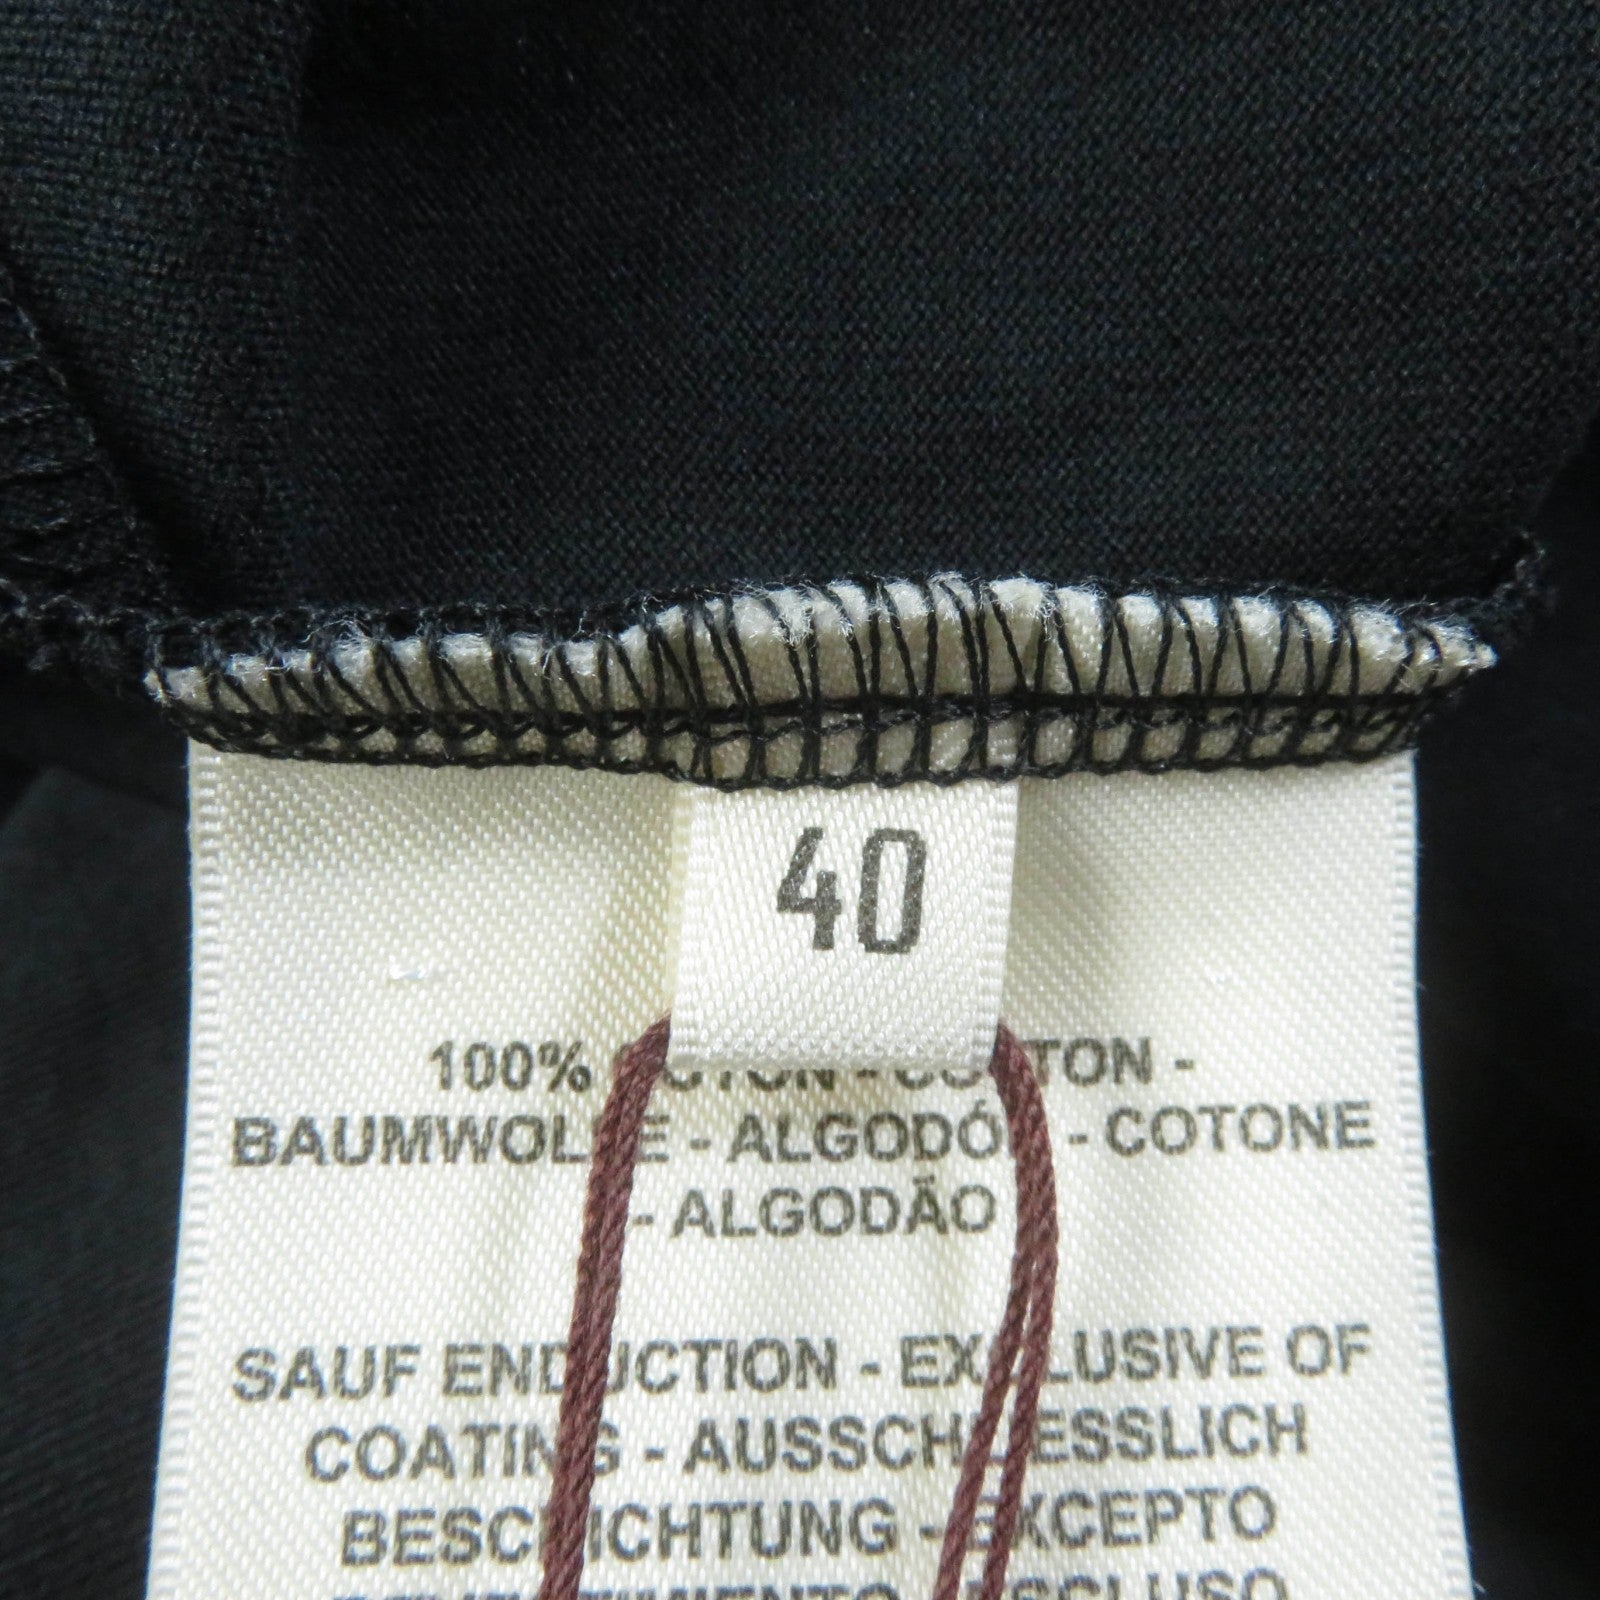 40
100% COTON - COTTON -
BAUMWOLLE - ALGODÓN - COTONE
- ALGODÃO
SAUF ENDUCTION - EXCLUSIVE OF
COATING - AUSSCHLIESSLICH
BESCHICHTUNG - EXCEPTO